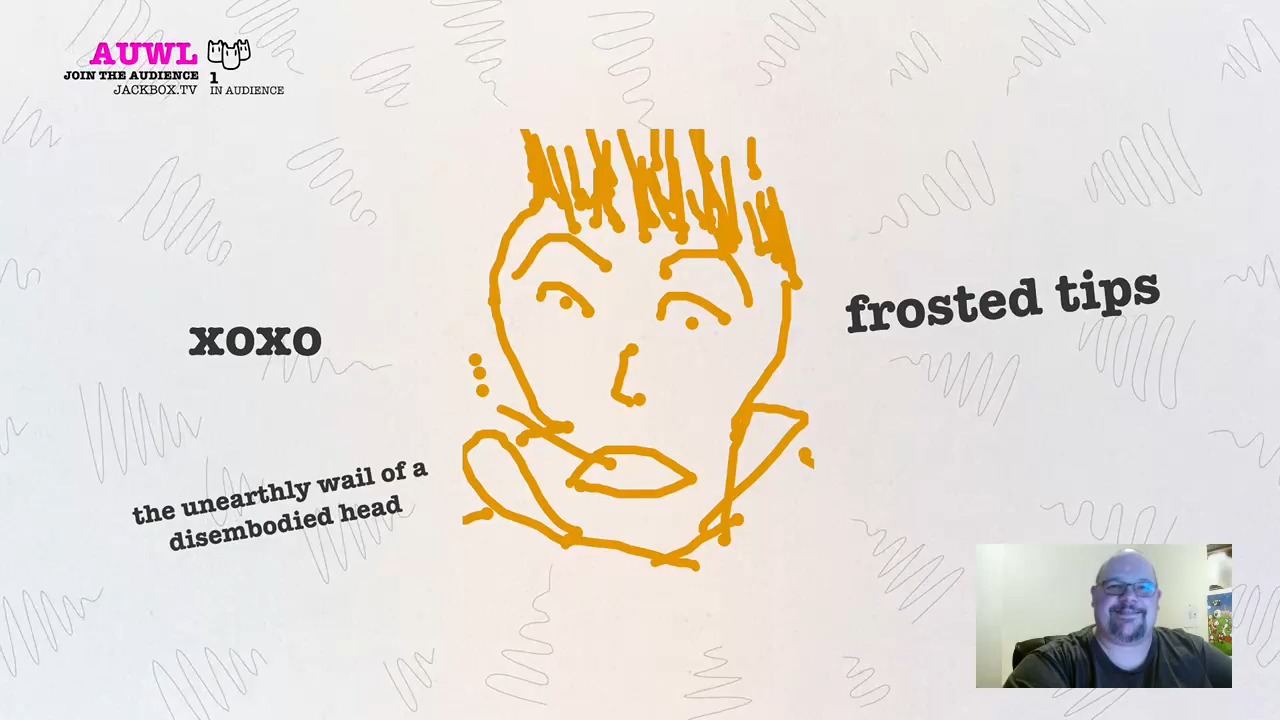 AUWL
JOIN THE AUDIENCE
JACKBOX.TV
1
IN AUDIENCE
xoxo
frosted tips
the unearthly wail of a
disembodied head